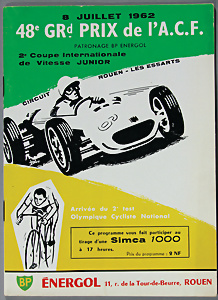 8 JUILLET 1962
48e GRd PRIX de l'A.C.F.
PATRONAGE BP ENERGOL
2e Coupe Internationale
de Vitesse JUNIOR
CIRCUIT ROUEN - LES ESSARTS
Arrivée du 2e tour
Olympique Cycliste National
Ce programme vous fait participer au
tirage d'une Simca 1000
à 17 heures.
Prix du programme : 2 NF
BP ÉNERGOL 31, r. de la Tour-de-Beurre, ROUEN